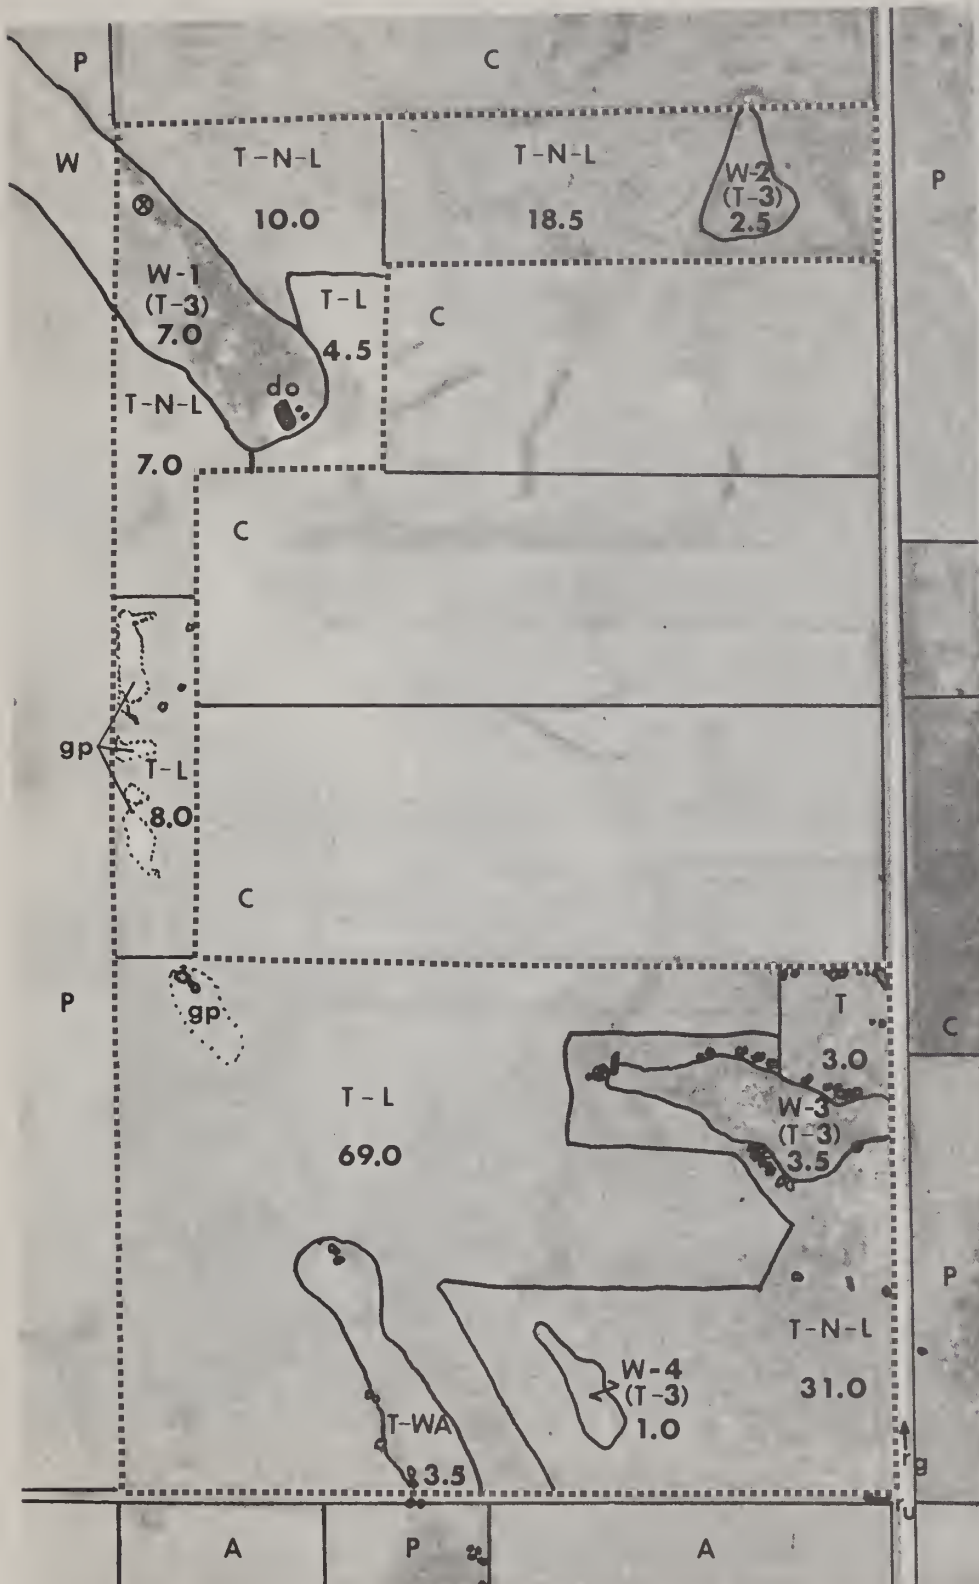 P
C
W
T-N-L
10.0
T-N-L
18.5
W-2
(T-3)
2.5
P
W-1
(T-3)
7.0
T-L
4.5
C
do
T-N-L
7.0
C
gp
T-L
8.0
C
P
gp
T
3.0
C
T-L
69.0
W-3
(T-3)
3.5
P
T-N-L
31.0
W-4
(T-3)
1.0
T-WA
3.5
rg
ru
A
P
A